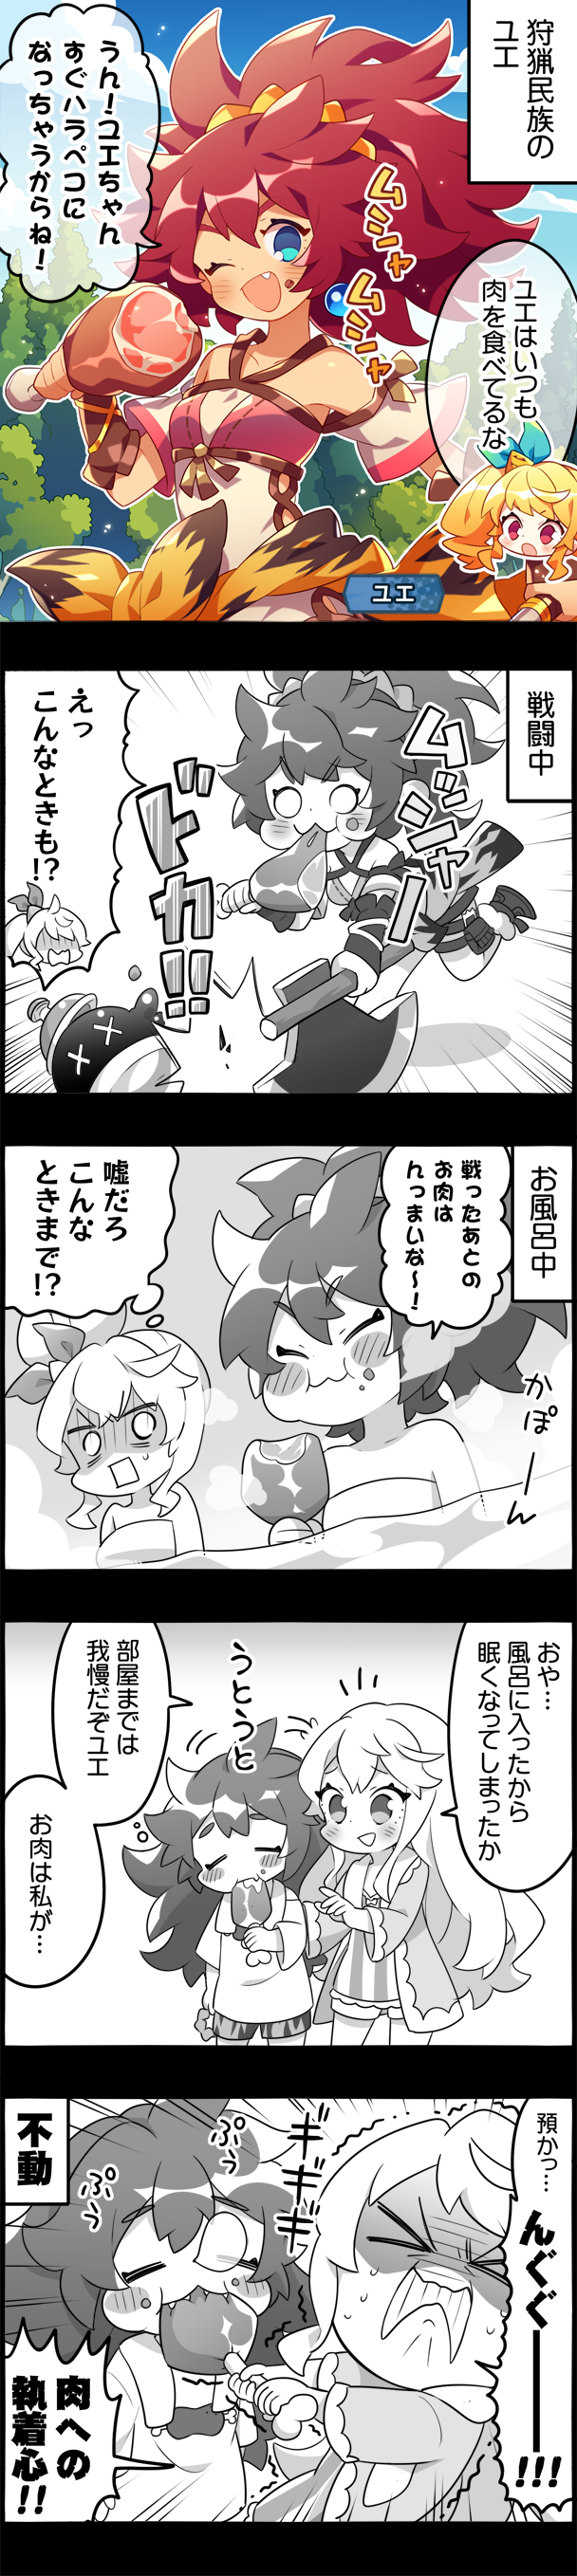 狩猟民族の
ユエ
ユエはいつも
肉を食べてるな
ムシャ
ムシャ
うん！ユエちゃん
すぐハラペコに
なっちゃうからね！
ユエ
戦闘中
ムッシャー
ドカ!!
えっ
こんなときも!?
お風呂中
戦ったあとの
お肉は
んっまいな〜！
かぽーん
嘘だろ
こんな
ときまで!?
おや…
風呂に入ったから
眠くなってしまったか
うとうと
部屋までは
我慢だぞユエ
お肉は私が…
預かっ…
んぐぐーー!!!
ギギギ
ぷぅ
ぷぅ
不動
肉への
執着心!!